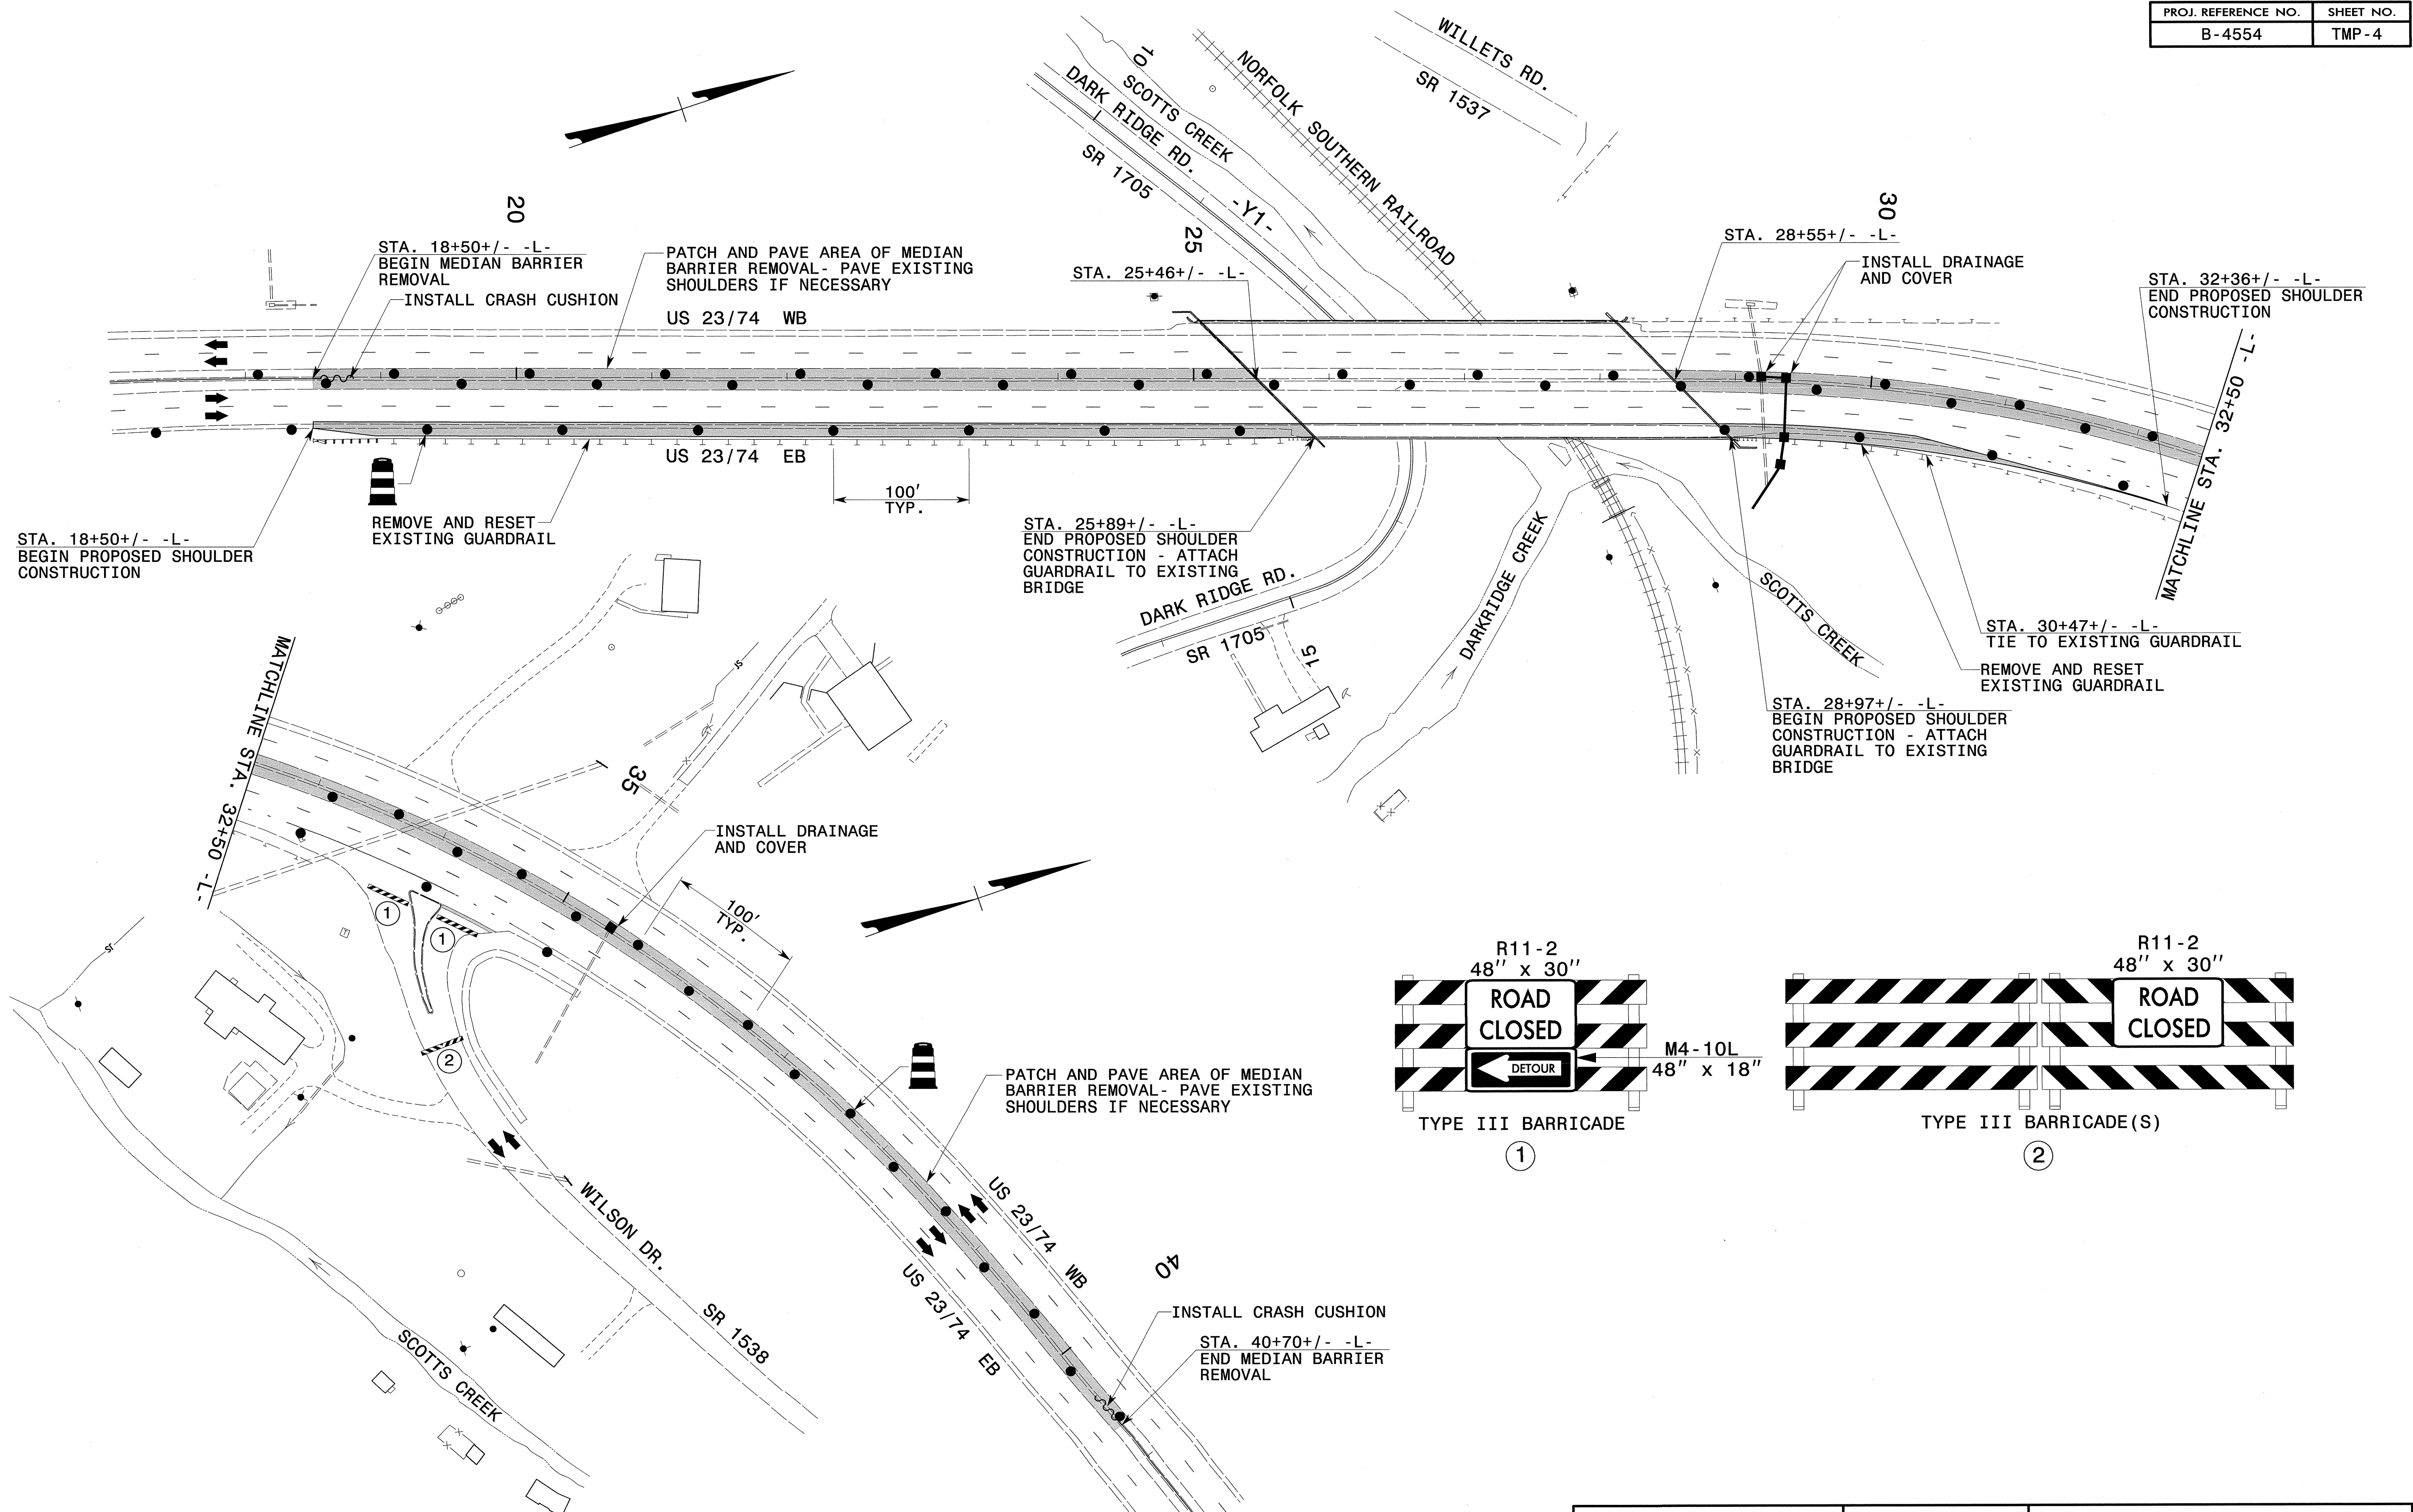 PROJ. REFERENCE NO.
SHEET NO.
B-4554
TMP-4
WILLETS RD.
SR 1537
NORFOLK SOUTHERN RAILROAD
10
SCOTTS CREEK
DARK RIDGE RD.
SR 1705
-Y1-
20
25
30
STA. 18+50+/- -L-
BEGIN MEDIAN BARRIER
REMOVAL
INSTALL CRASH CUSHION
PATCH AND PAVE AREA OF MEDIAN
BARRIER REMOVAL- PAVE EXISTING
SHOULDERS IF NECESSARY
US 23/74 WB
STA. 25+46+/- -L-
STA. 28+55+/- -L-
INSTALL DRAINAGE
AND COVER
STA. 32+36+/- -L-
END PROPOSED SHOULDER
CONSTRUCTION
MATCHLINE STA. 32+50 -L-
US 23/74 EB
100'
TYP.
REMOVE AND RESET
EXISTING GUARDRAIL
STA. 18+50+/- -L-
BEGIN PROPOSED SHOULDER
CONSTRUCTION
STA. 25+89+/- -L-
END PROPOSED SHOULDER
CONSTRUCTION - ATTACH
GUARDRAIL TO EXISTING
BRIDGE
DARK RIDGE RD.
SR 1705
15
DARKRIDGE CREEK
SCOTTS CREEK
STA. 30+47+/- -L-
TIE TO EXISTING GUARDRAIL
REMOVE AND RESET
EXISTING GUARDRAIL
STA. 28+97+/- -L-
BEGIN PROPOSED SHOULDER
CONSTRUCTION - ATTACH
GUARDRAIL TO EXISTING
BRIDGE
MATCHLINE STA. 32+50 -L-
35
INSTALL DRAINAGE
AND COVER
100'
TYP.
1
1
2
PATCH AND PAVE AREA OF MEDIAN
BARRIER REMOVAL- PAVE EXISTING
SHOULDERS IF NECESSARY
US 23/74 WB
US 23/74 EB
40
WILSON DR.
SR 1538
SCOTTS CREEK
INSTALL CRASH CUSHION
STA. 40+70+/- -L-
END MEDIAN BARRIER
REMOVAL
R11-2
48" x 30"
ROAD
CLOSED
DETOUR
M4-10L
48" x 18"
TYPE III BARRICADE
1
R11-2
48" x 30"
ROAD
CLOSED
TYPE III BARRICADE(S)
2